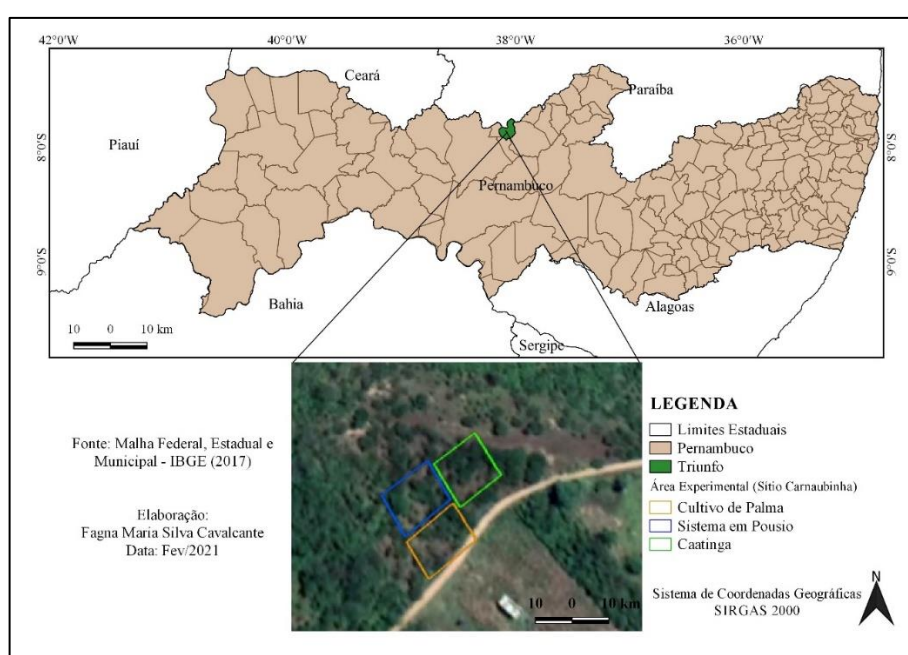 42°0'W 40°0'W 38°0'W 36°0'W
Ceará
Paraíba
Piauí
8°0'S
8°0'S
Pernambuco
9°0'S
9°0'S
Bahia
Alagoas
Sergipe
10 0 10 km
Fonte: Malha Federal, Estadual e
Municipal - IBGE (2017)
Elaboração:
Fagna Maria Silva Cavalcante
Data: Fev/2021
10 0 10 km
LEGENDA
Limites Estaduais
Pernambuco
Triunfo
Área Experimental (Sítio Carnaubinha)
Cultivo de Palma
Sistema em Pousio
Caatinga
Sistema de Coordenadas Geográficas
SIRGAS 2000
N